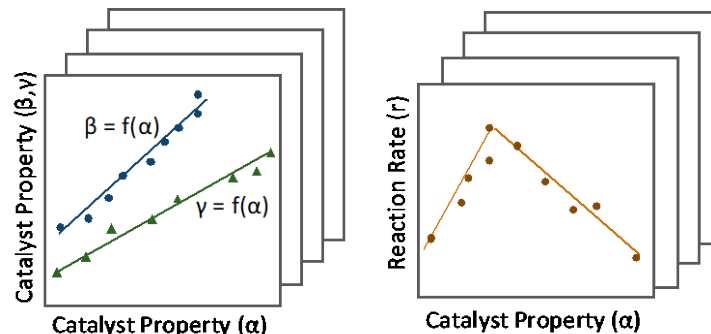 Catalyst Property (β,γ)
β = f(α)
γ = f(α)
Catalyst Property (α)
Reaction Rate (r)
Catalyst Property (α)